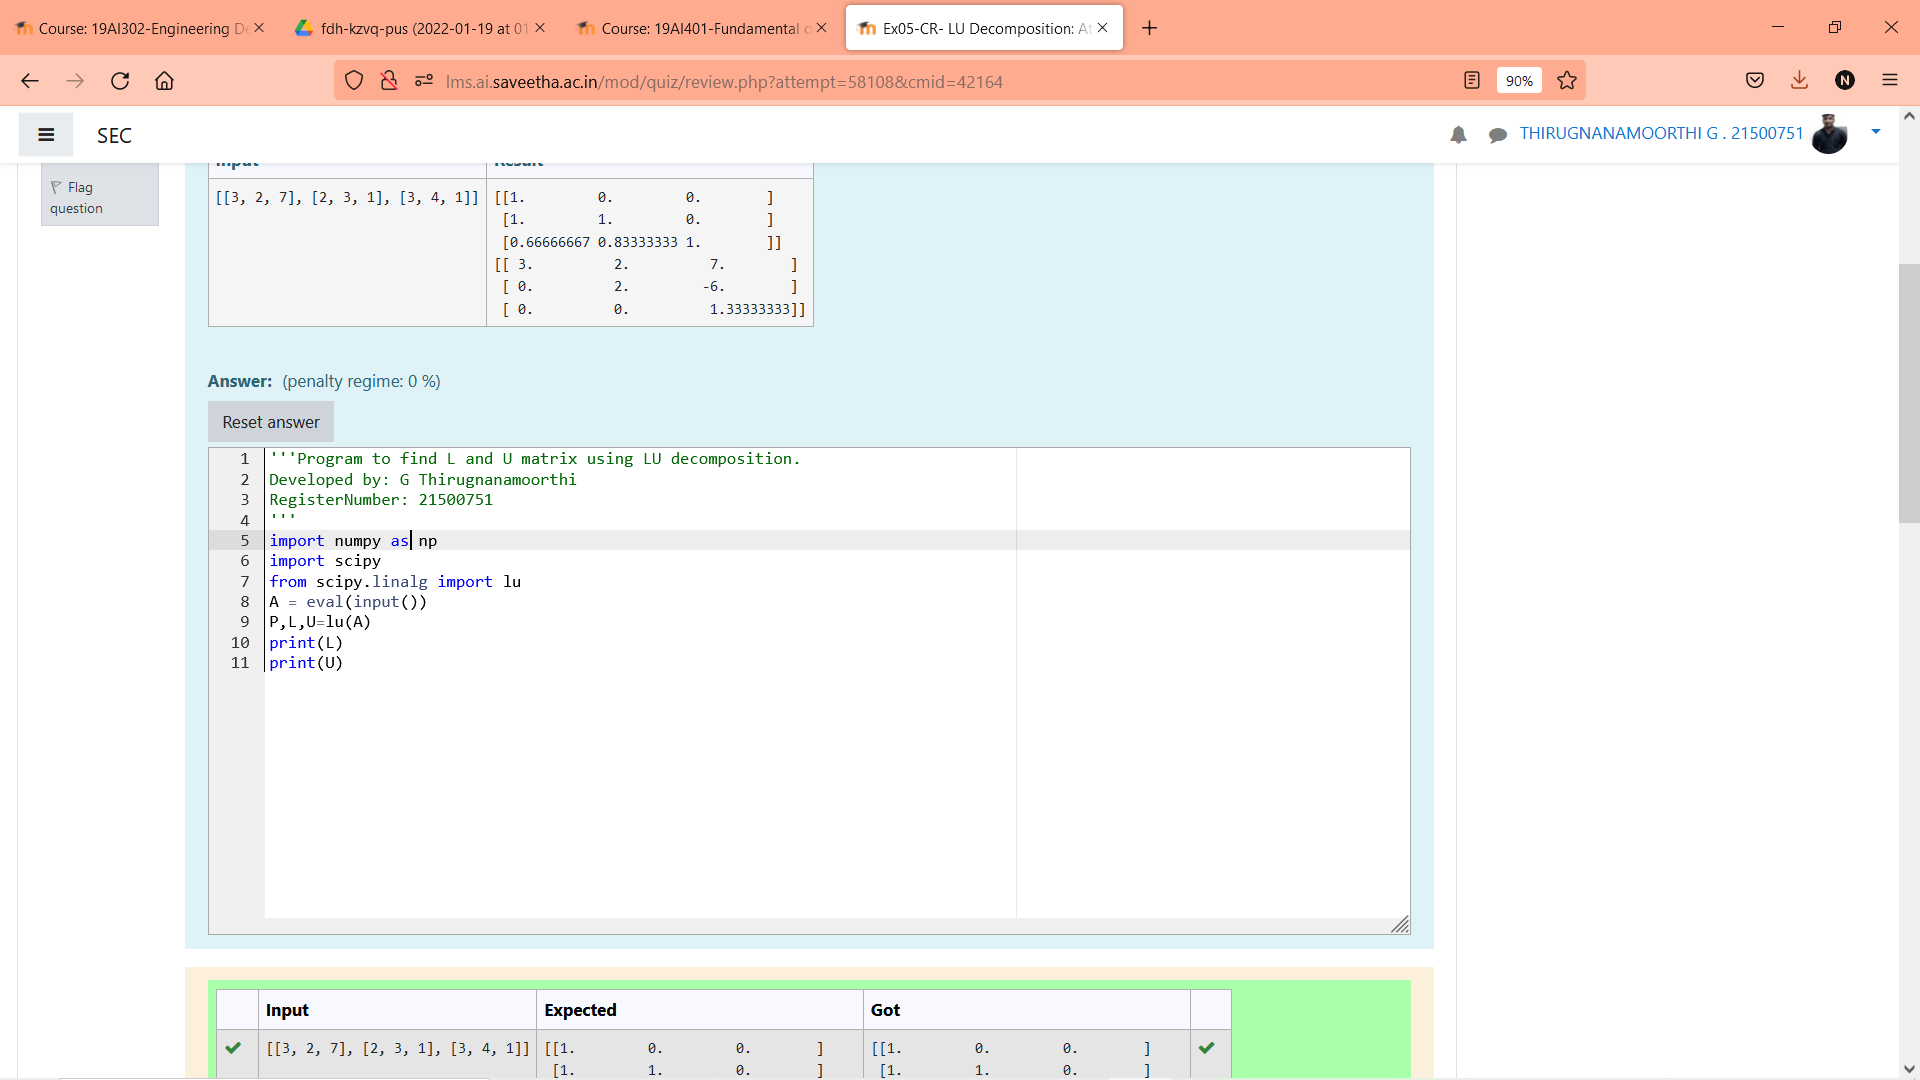 Course: 19AI302-Engineering De
fdh-kzvq-pus (2022-01-19 at 01
Course: 19AI401-Fundamental o
Ex05-CR- LU Decomposition: At
lms.ai.saveetha.ac.in/mod/quiz/review.php?attempt=58108&cmid=42164
90%
N
SEC
THIRUGNANAMOORTHI G . 21500751
Flag
question
Input Result
[[3, 2, 7], [2, 3, 1], [3, 4, 1]] [[1. 0. 0. ]
[1. 1. 0. ]
[0.66666667 0.83333333 1. ]]
[[ 3. 2. 7. ]
[ 0. 2. -6. ]
[ 0. 0. 1.33333333]]
Answer: (penalty regime: 0 %)
Reset answer
1 '''Program to find L and U matrix using LU decomposition.
2 Developed by: G Thirugnanamoorthi
3 RegisterNumber: 21500751
4 '''
5 import numpy as np
6 import scipy
7 from scipy.linalg import lu
8 A = eval(input())
9 P,L,U=lu(A)
10 print(L)
11 print(U)
Input Expected Got
[[3, 2, 7], [2, 3, 1], [3, 4, 1]] [[1. 0. 0. ] [[1. 0. 0. ]
[1. 1. 0. ] [1. 1. 0. ]